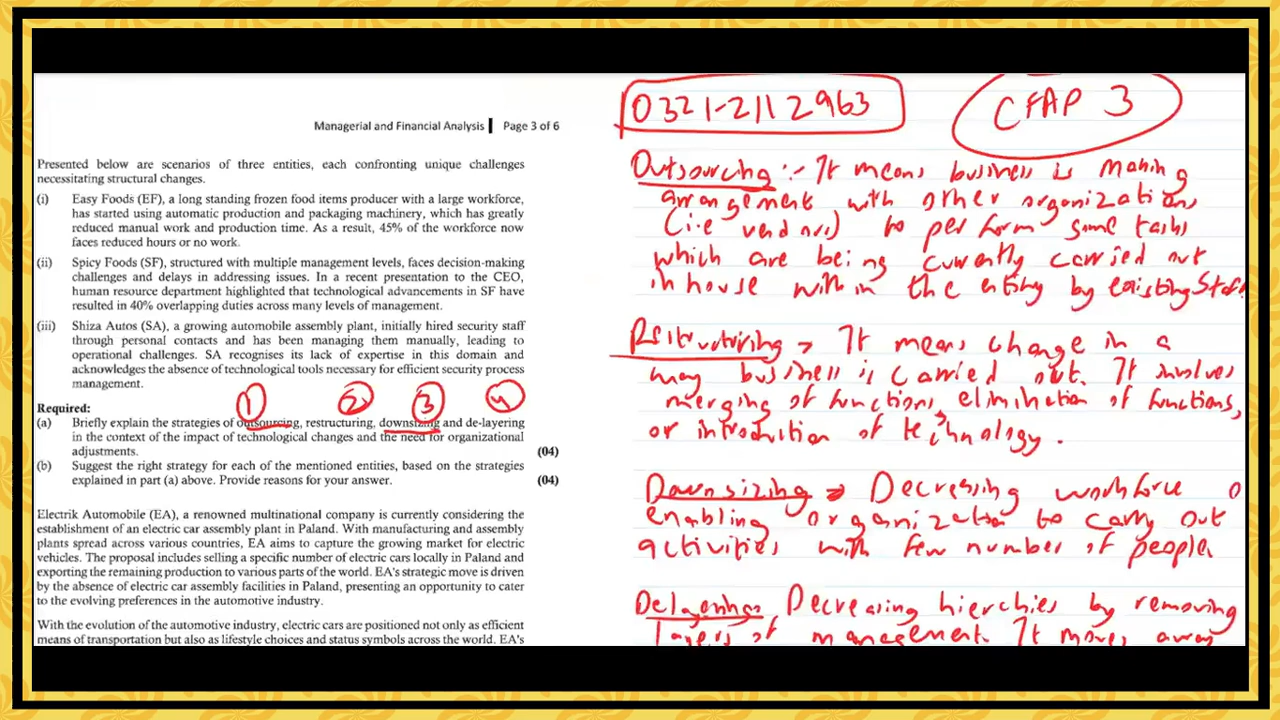 Managerial and Financial Analysis | Page 3 of 6
Presented below are scenarios of three entities, each confronting unique challenges
necessitating structural changes.
(i) Easy Foods (EF), a long standing frozen food items producer with a large workforce,
has started using automatic production and packaging machinery, which has greatly
reduced manual work and production time. As a result, 45% of the workforce now
faces reduced hours or no work.
(ii) Spicy Foods (SF), structured with multiple management levels, faces decision-making
challenges and delays in addressing issues. In a recent presentation to the CEO,
human resource department highlighted that technological advancements in SF have
resulted in 40% overlapping duties across many levels of management.
(iii) Shiza Autos (SA), a growing automobile assembly plant, initially hired security staff
through personal contacts and has been managing them manually, leading to
operational challenges. SA recognises its lack of expertise in this domain and
acknowledges the absence of technological tools necessary for efficient security process
management.
1 2 3 4
Required:
(a) Briefly explain the strategies of outsourcing, restructuring, downsizing and de-layering
in the context of the impact of technological changes and the need for organizational
adjustments. (04)
(b) Suggest the right strategy for each of the mentioned entities, based on the strategies
explained in part (a) above. Provide reasons for your answer. (04)
Electrik Automobile (EA), a renowned multinational company is currently considering the
establishment of an electric car assembly plant in Paland. With manufacturing and assembly
plants spread across various countries, EA aims to capture the growing market for electric
vehicles. The proposal includes selling a specific number of electric cars locally in Paland and
exporting the remaining production to various parts of the world. EA's strategic move is driven
by the absence of electric car assembly facilities in Paland, presenting an opportunity to cater
to the evolving preferences in the automotive industry.
With the evolution of the automotive industry, electric cars are positioned not only as efficient
means of transportation but also as lifestyle choices and status symbols across the world. EA's
0321-2112963
CFAP 3
Outsourcing :- It means business is making
arrangement with other organizations
(i.e vendors) to perform some tasks
which are being currently carried out
inhouse within the entity by existing Staff
Restructuring → It means change in a
way business is carried out. It involves
merging of functions, elimination of functions,
or introduction of technology.
Downsizing → Decreasing workforce
enabling organization to carry out
activities with few number of people
Decreasing hierchies by removing
layers of management. It moves away